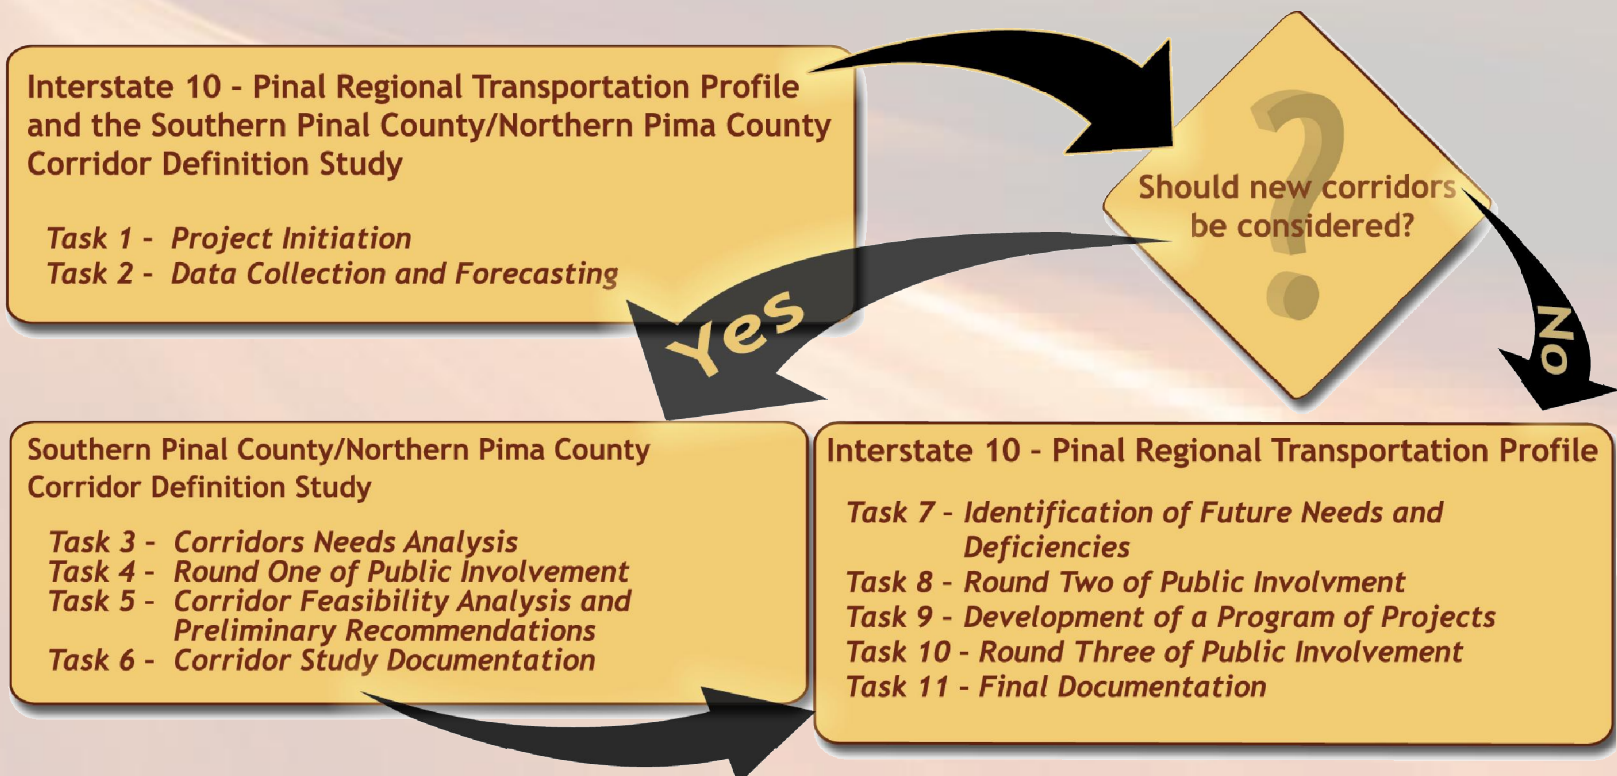 Interstate 10 - Pinal Regional Transportation Profile
and the Southern Pinal County/Northern Pima County
Corridor Definition Study
Task 1 - Project Initiation
Task 2 - Data Collection and Forecasting
?
Should new corridors
be considered?
Yes
No
Southern Pinal County/Northern Pima County
Corridor Definition Study
Task 3 - Corridors Needs Analysis
Task 4 - Round One of Public Involvement
Task 5 - Corridor Feasibility Analysis and
Preliminary Recommendations
Task 6 - Corridor Study Documentation
Interstate 10 - Pinal Regional Transportation Profile
Task 7 - Identification of Future Needs and
Deficiencies
Task 8 - Round Two of Public Involvment
Task 9 - Development of a Program of Projects
Task 10 - Round Three of Public Involvement
Task 11 - Final Documentation